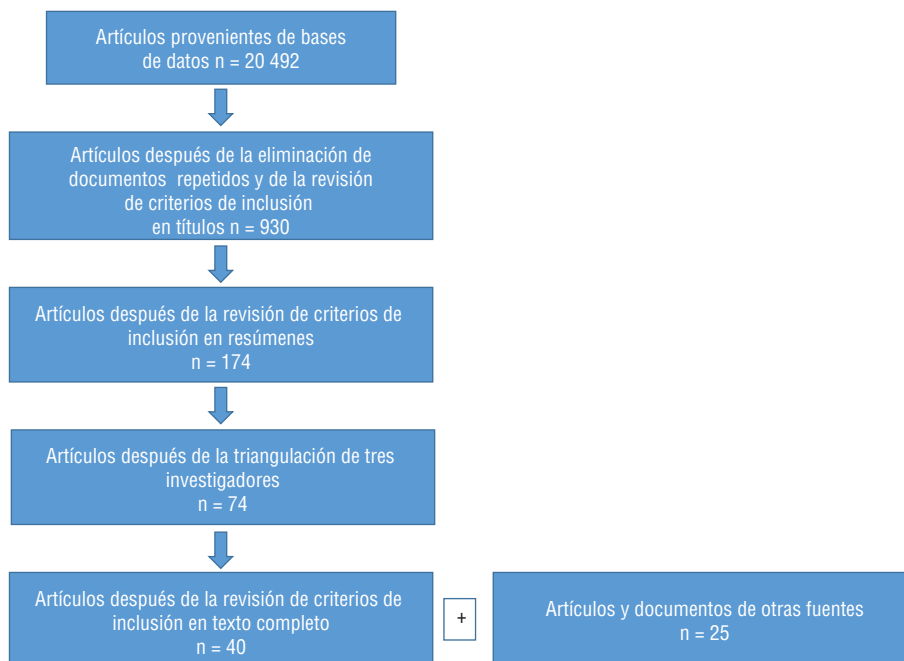 Artículos provenientes de bases
de datos n = 20 492
Artículos después de la eliminación de
documentos repetidos y de la revisión
de criterios de inclusión
en títulos n = 930
Artículos después de la revisión de criterios de
inclusión en resúmenes
n = 174
Artículos después de la triangulación de tres
investigadores
n = 74
Artículos después de la revisión de criterios de
inclusión en texto completo
n = 40
+
Artículos y documentos de otras fuentes
n = 25